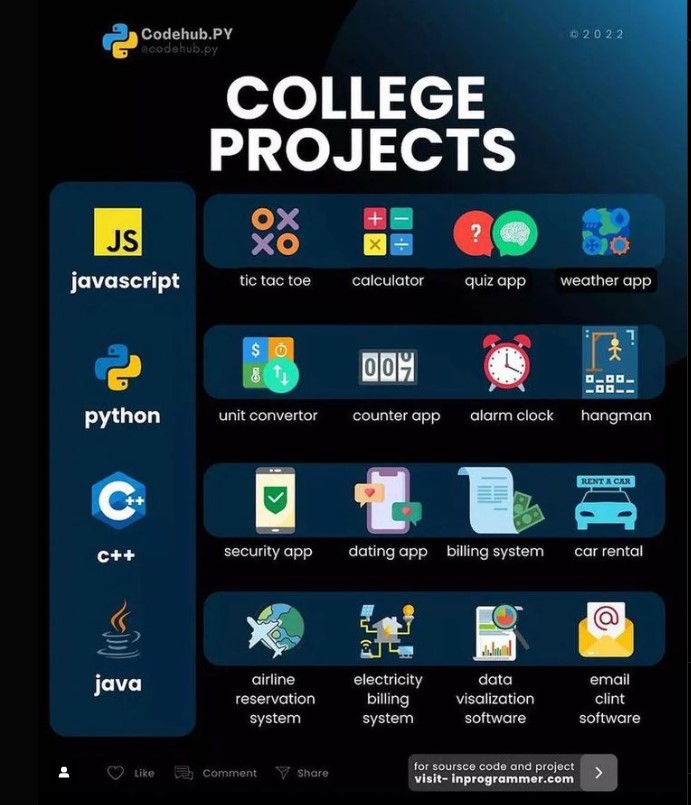 Codehub.PY
@codehub.py
©2022
COLLEGE
PROJECTS
JS
javascript
tic tac toe
calculator
?
quiz app
weather app
python
$
unit convertor
007
counter app
alarm clock
hangman
C++
c++
security app
dating app
billing system
RENT A CAR
car rental
java
airline
reservation
system
electricity
billing
system
data
visalization
software
@
email
clint
software
Like
Comment
Share
for soursce code and project
visit- inprogrammer.com